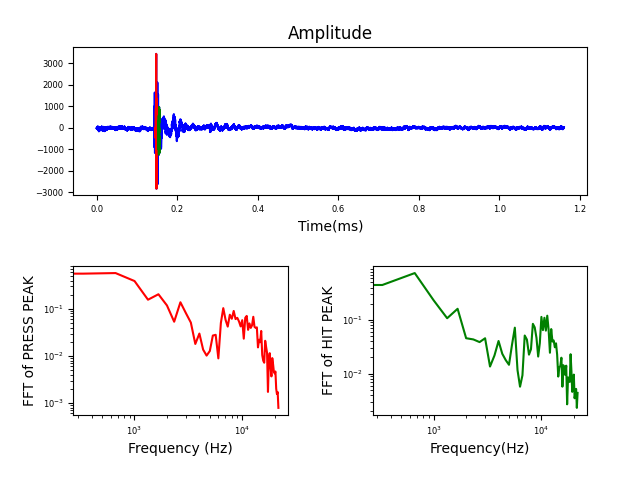 Amplitude
3000
2000
1000
0
−1000
−2000
−3000
0.0 0.2 0.4 0.6 0.8 1.0 1.2
Time(ms)
FFT of PRESS PEAK
10⁻¹
10⁻²
10⁻³
10³ 10⁴
Frequency (Hz)
FFT of HIT PEAK
10⁻¹
10⁻²
10³ 10⁴
Frequency(Hz)